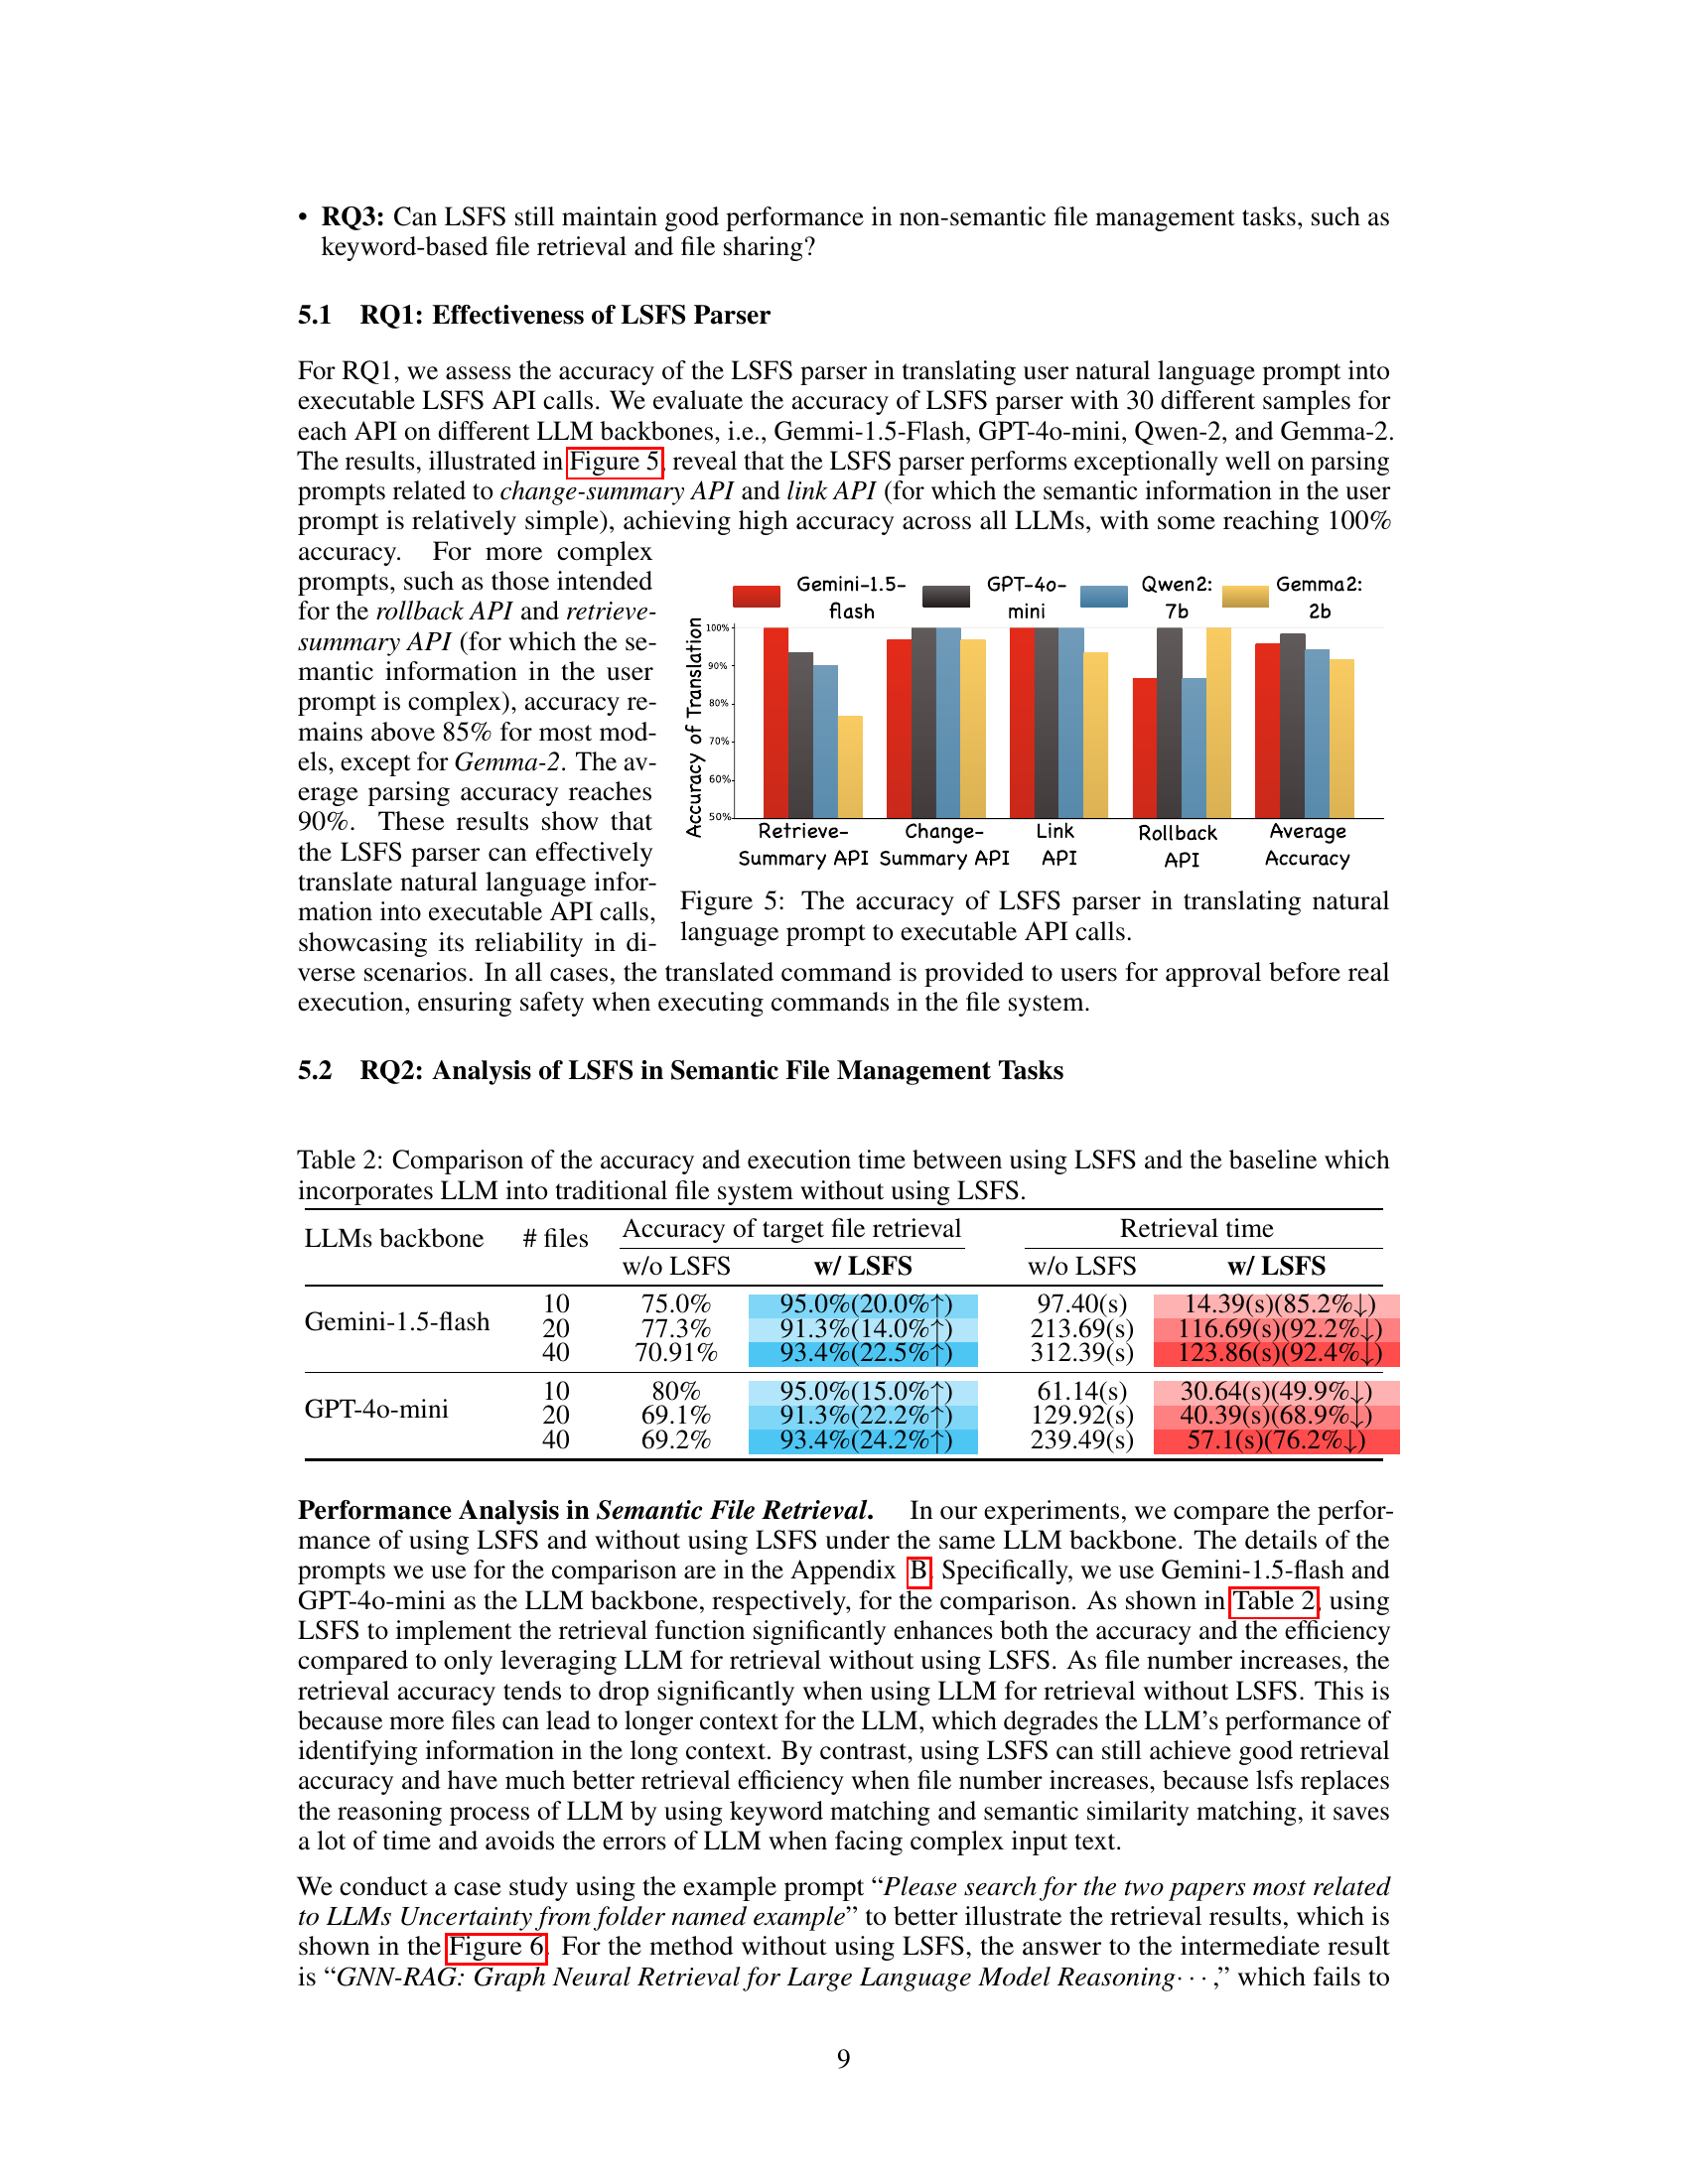 • RQ3: Can LSFS still maintain good performance in non-semantic file management tasks, such as
keyword-based file retrieval and file sharing?
5.1 RQ1: Effectiveness of LSFS Parser
For RQ1, we assess the accuracy of the LSFS parser in translating user natural language prompt into
executable LSFS API calls. We evaluate the accuracy of LSFS parser with 30 different samples for
each API on different LLM backbones, i.e., Gemmi-1.5-Flash, GPT-4o-mini, Qwen-2, and Gemma-2.
The results, illustrated in Figure 5, reveal that the LSFS parser performs exceptionally well on parsing
prompts related to change-summary API and link API (for which the semantic information in the user
prompt is relatively simple), achieving high accuracy across all LLMs, with some reaching 100%
accuracy. For more complex
prompts, such as those intended
for the rollback API and retrieve-
summary API (for which the se-
mantic information in the user
prompt is complex), accuracy re-
mains above 85% for most mod-
els, except for Gemma-2. The av-
erage parsing accuracy reaches
90%. These results show that
the LSFS parser can effectively
translate natural language infor-
mation into executable API calls,
showcasing its reliability in di-
verse scenarios. In all cases, the translated command is provided to users for approval before real
execution, ensuring safety when executing commands in the file system.
Gemini-1.5- GPT-4o- Qwen2: Gemma2:
flash mini 7b 2b
Accuracy of Translation
100%
90%
80%
70%
60%
50%
Retrieve- Change- Link Rollback Average
Summary API Summary API API API Accuracy
Figure 5: The accuracy of LSFS parser in translating natural
language prompt to executable API calls.
5.2 RQ2: Analysis of LSFS in Semantic File Management Tasks
Table 2: Comparison of the accuracy and execution time between using LSFS and the baseline which
incorporates LLM into traditional file system without using LSFS.
LLMs backbone # files Accuracy of target file retrieval Retrieval time
w/o LSFS w/ LSFS w/o LSFS w/ LSFS
Gemini-1.5-flash
10 75.0% 95.0%(20.0%↑) 97.40(s) 14.39(s)(85.2%↓)
20 77.3% 91.3%(14.0%↑) 213.69(s) 116.69(s)(92.2%↓)
40 70.91% 93.4%(22.5%↑) 312.39(s) 123.86(s)(92.4%↓)
GPT-4o-mini
10 80% 95.0%(15.0%↑) 61.14(s) 30.64(s)(49.9%↓)
20 69.1% 91.3%(22.2%↑) 129.92(s) 40.39(s)(68.9%↓)
40 69.2% 93.4%(24.2%↑) 239.49(s) 57.1(s)(76.2%↓)
Performance Analysis in Semantic File Retrieval. In our experiments, we compare the perfor-
mance of using LSFS and without using LSFS under the same LLM backbone. The details of the
prompts we use for the comparison are in the Appendix B. Specifically, we use Gemini-1.5-flash and
GPT-4o-mini as the LLM backbone, respectively, for the comparison. As shown in Table 2, using
LSFS to implement the retrieval function significantly enhances both the accuracy and the efficiency
compared to only leveraging LLM for retrieval without using LSFS. As file number increases, the
retrieval accuracy tends to drop significantly when using LLM for retrieval without LSFS. This is
because more files can lead to longer context for the LLM, which degrades the LLM's performance of
identifying information in the long context. By contrast, using LSFS can still achieve good retrieval
accuracy and have much better retrieval efficiency when file number increases, because lsfs replaces
the reasoning process of LLM by using keyword matching and semantic similarity matching, it saves
a lot of time and avoids the errors of LLM when facing complex input text.
We conduct a case study using the example prompt “Please search for the two papers most related
to LLMs Uncertainty from folder named example” to better illustrate the retrieval results, which is
shown in the Figure 6. For the method without using LSFS, the answer to the intermediate result
is “GNN-RAG: Graph Neural Retrieval for Large Language Model Reasoning· · · ,” which fails to
9